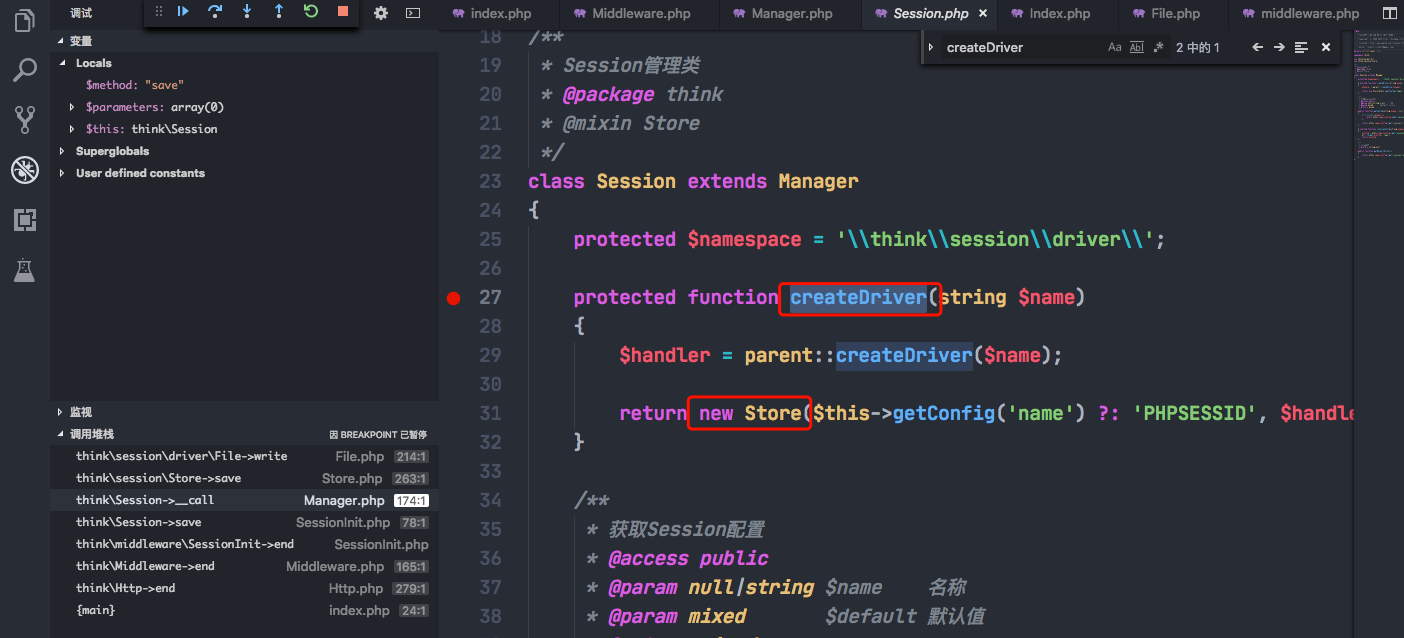 调试
index.php Middleware.php Manager.php Session.php × Index.php File.php middleware.php
createDriver Aa Abl .* 2 中的 1
变量
Locals
$method: "save"
$parameters: array(0)
$this: think\Session
Superglobals
User defined constants
监视
调用堆栈 因 BREAKPOINT 已暂停
think\session\driver\File->write File.php 214:1
think\session\Store->save Store.php 263:1
think\Session->__call Manager.php 174:1
think\Session->save SessionInit.php 78:1
think\middleware\SessionInit->end SessionInit.php
think\Middleware->end Middleware.php 165:1
think\Http->end Http.php 279:1
{main} index.php 24:1
18 /**
19 * Session管理类
20 * @package think
21 * @mixin Store
22 */
23 class Session extends Manager
24 {
25 protected $namespace = '\\think\\session\\driver\\';
26
27 protected function createDriver(string $name)
28 {
29 $handler = parent::createDriver($name);
30
31 return new Store($this->getConfig('name') ?: 'PHPSESSID', $handle
32 }
33
34 /**
35 * 获取Session配置
36 * @access public
37 * @param null|string $name 名称
38 * @param mixed $default 默认值